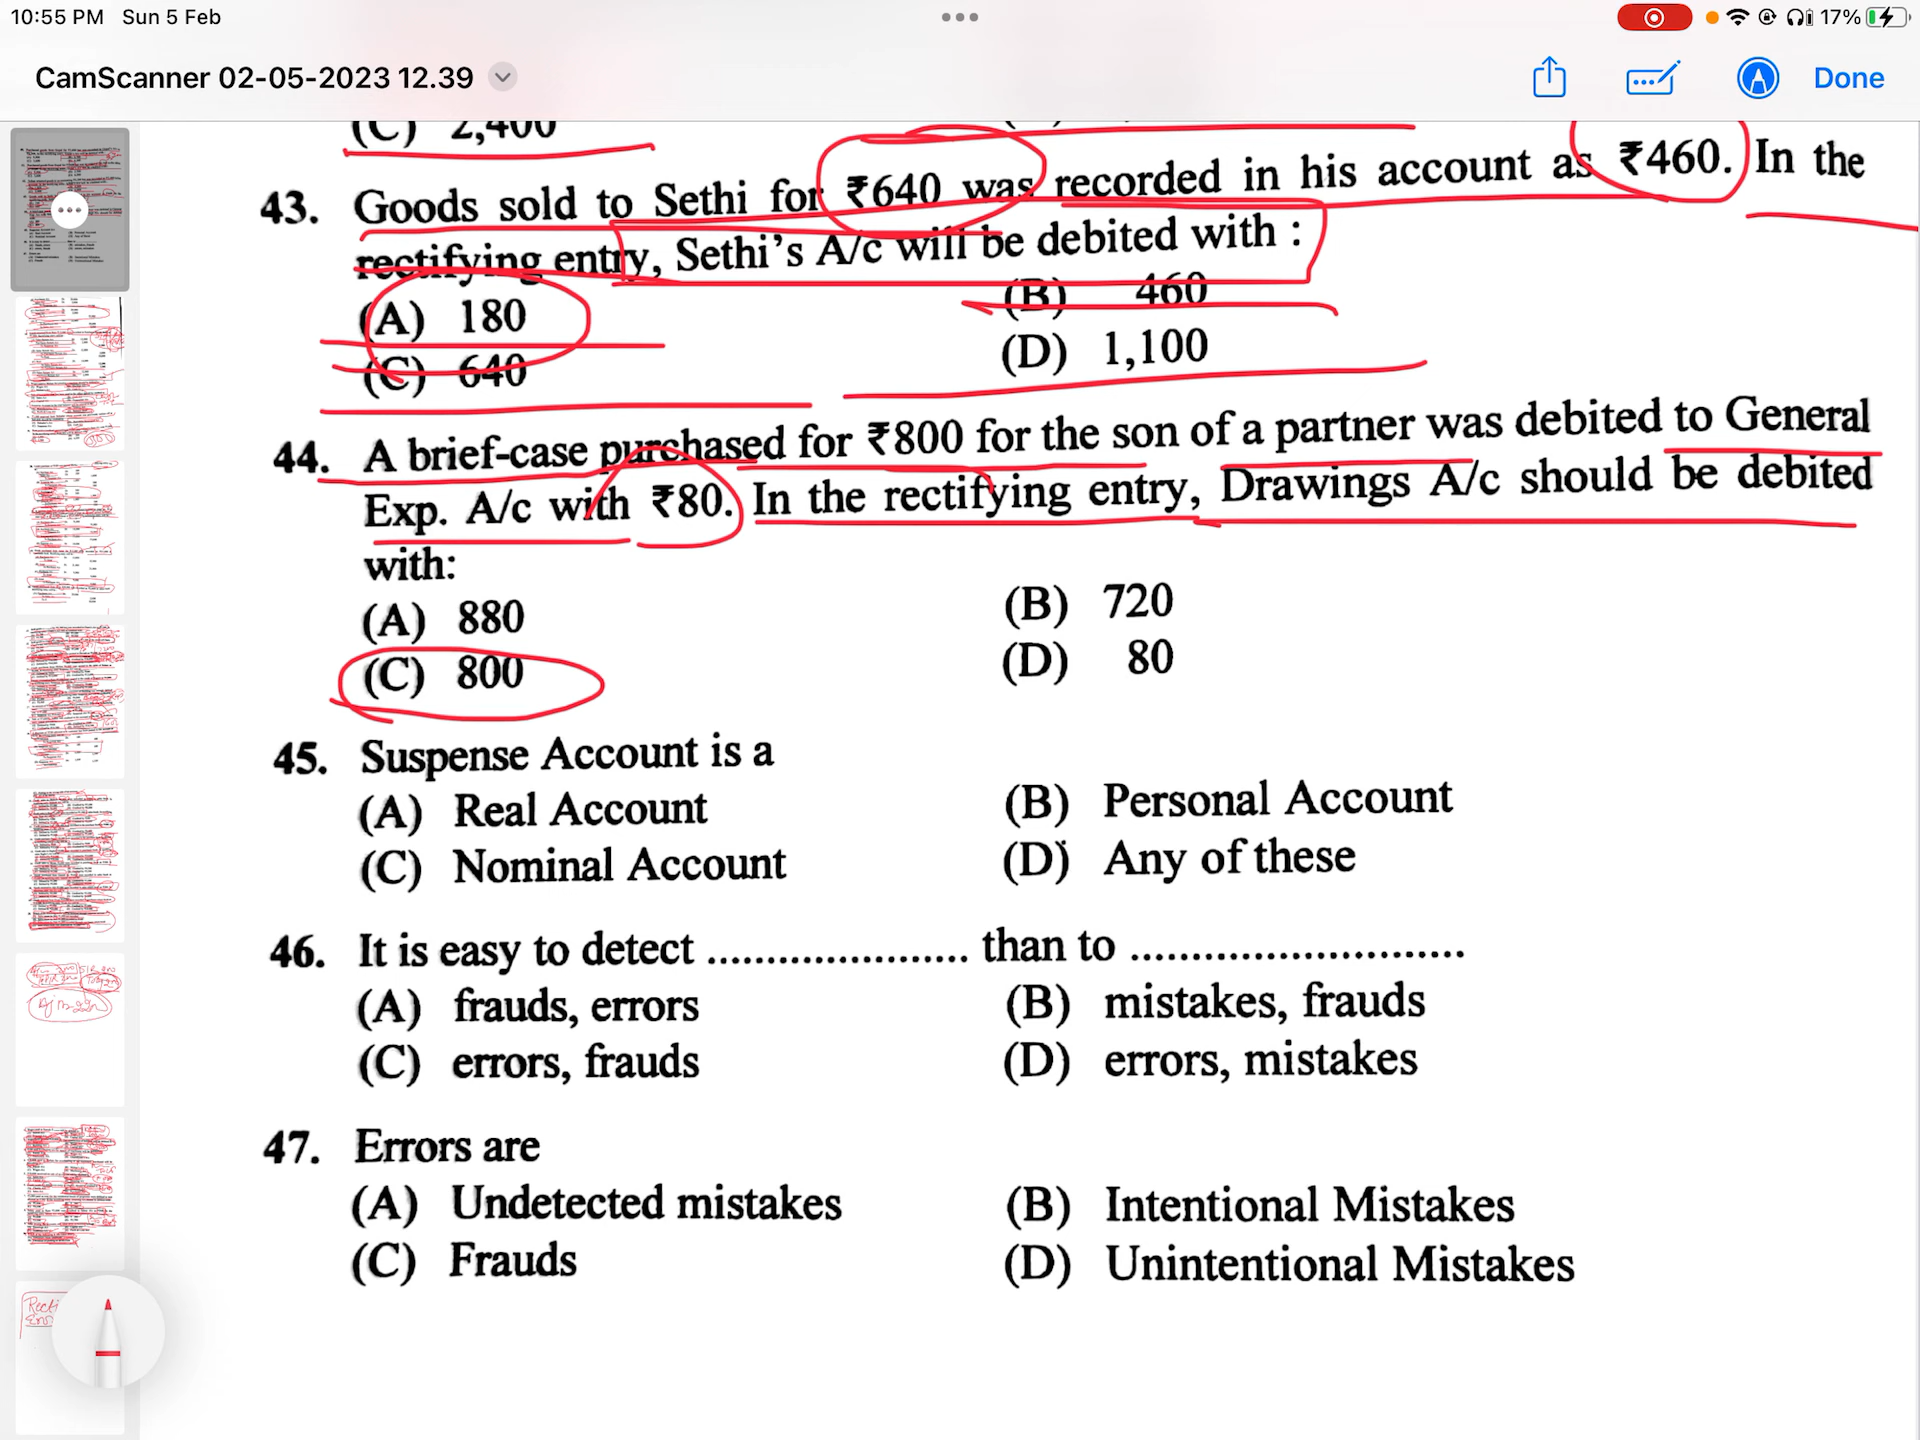 10:55 PM Sun 5 Feb
17%
CamScanner 02-05-2023 12.39
Done
(C) 2,400
43. Goods sold to Sethi for ₹640 was recorded in his account as ₹460. In the
rectifying entry, Sethi's A/c will be debited with :
(A) 180 (B) 460
(C) 640 (D) 1,100
44. A brief-case purchased for ₹800 for the son of a partner was debited to General
Exp. A/c with ₹80. In the rectifying entry, Drawings A/c should be debited
with:
(A) 880 (B) 720
(C) 800 (D) 80
45. Suspense Account is a
(A) Real Account (B) Personal Account
(C) Nominal Account (D) Any of these
46. It is easy to detect ..................... than to ...........................
(A) frauds, errors (B) mistakes, frauds
(C) errors, frauds (D) errors, mistakes
47. Errors are
(A) Undetected mistakes (B) Intentional Mistakes
(C) Frauds (D) Unintentional Mistakes